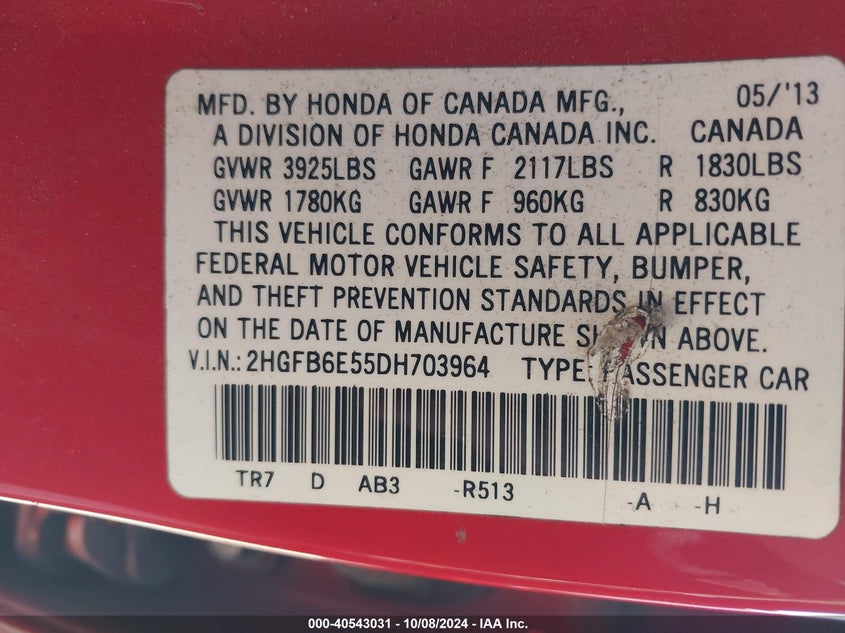 MFD. BY HONDA OF CANADA MFG., 05/'13
A DIVISION OF HONDA CANADA INC. CANADA
GVWR 3925LBS GAWR F 2117LBS R 1830LBS
GVWR 1780KG GAWR F 960KG R 830KG
THIS VEHICLE CONFORMS TO ALL APPLICABLE
FEDERAL MOTOR VEHICLE SAFETY, BUMPER,
AND THEFT PREVENTION STANDARDS IN EFFECT
ON THE DATE OF MANUFACTURE ABOVE.
V.I.N.: 2HGFB6E55DH703964 TYPE: PASSENGER CAR
TR7 D AB3 -R513 -A -H
000-40543031 - 10/08/2024 - IAA Inc.